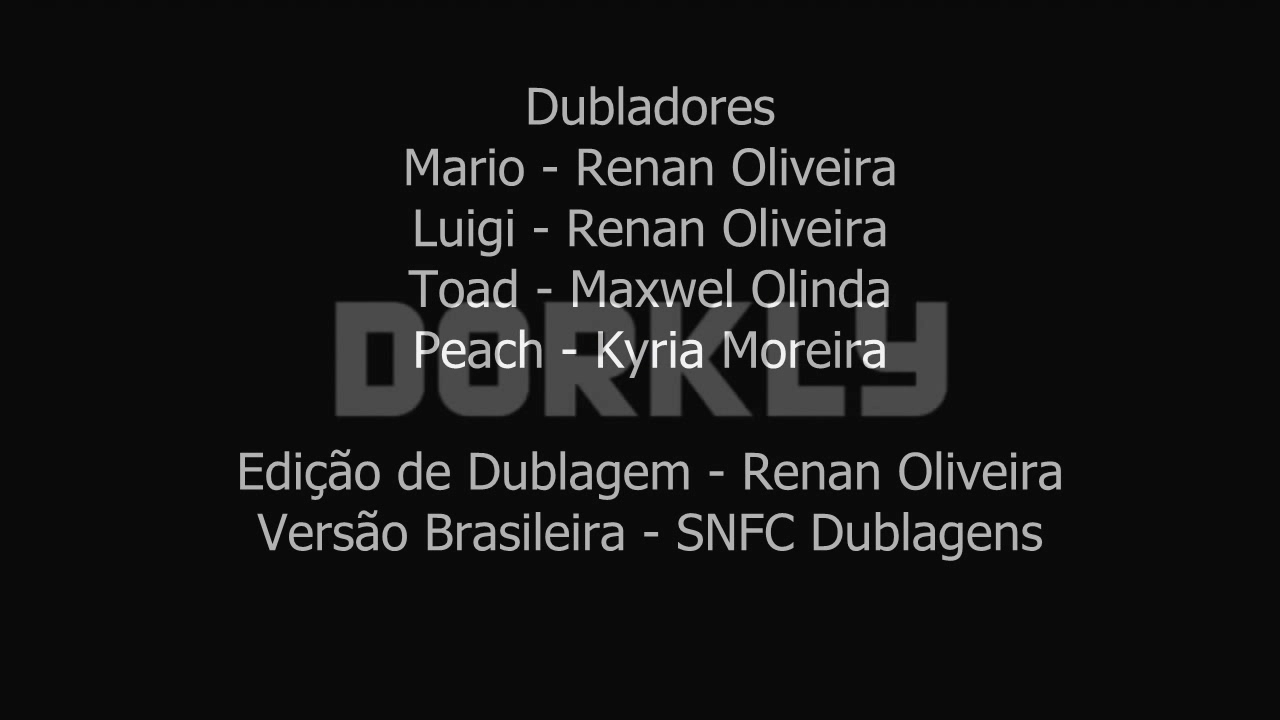 Dubladores
Mario - Renan Oliveira
Luigi - Renan Oliveira
Toad - Maxwel Olinda
Peach - Kyria Moreira
DORKLY
Edição de Dublagem - Renan Oliveira
Versão Brasileira - SNFC Dublagens